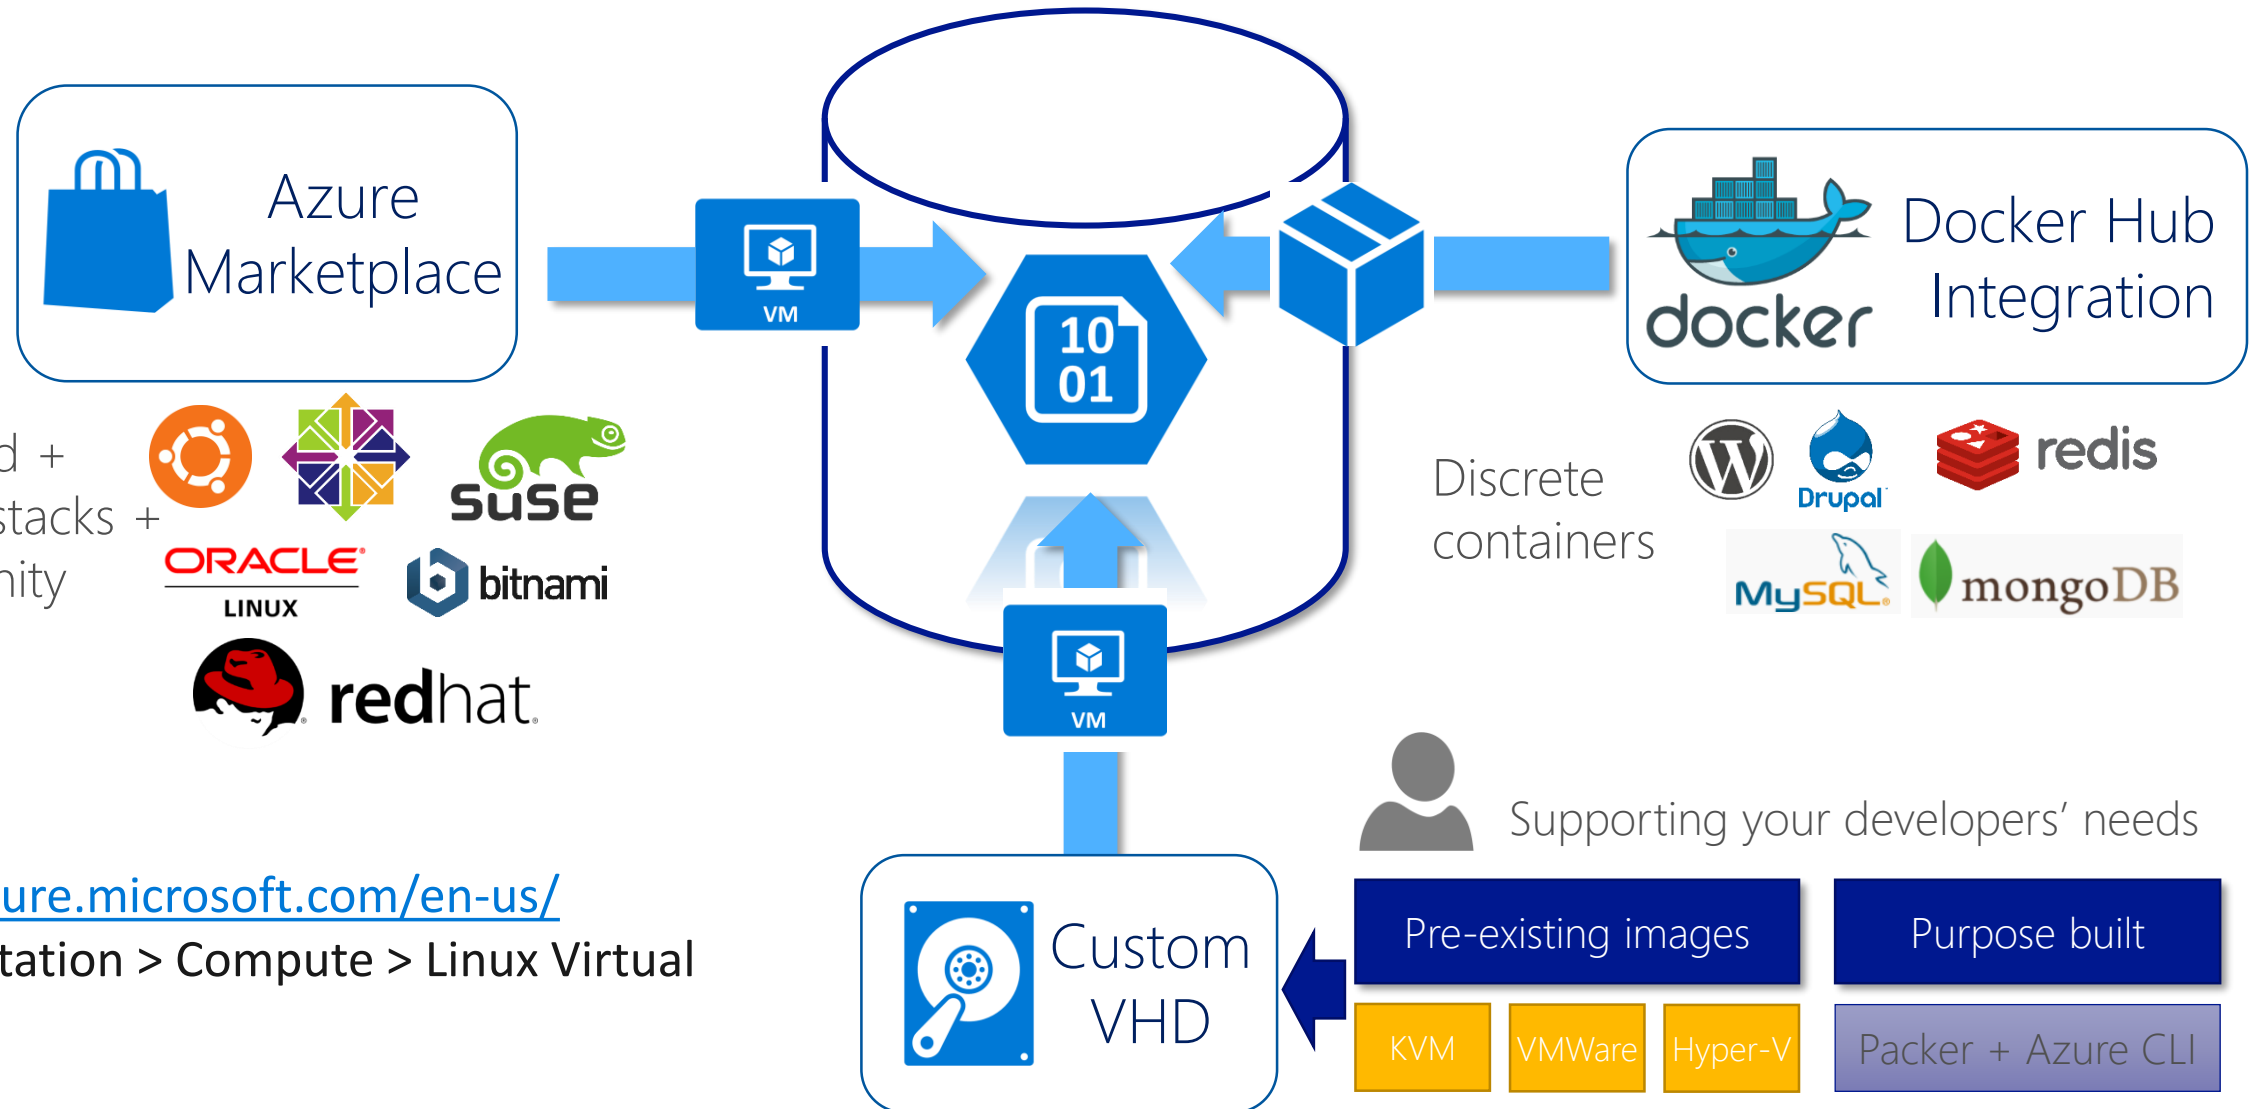 Azure
Marketplace
VM
10
01
docker
Docker Hub
Integration
+
stacks +
suse
ORACLE
LINUX
bitnami
redhat
Discrete
containers
Drupal
redis
MySQL
mongoDB
VM
Supporting your developers’ needs
ure.microsoft.com/en-us/
tation > Compute > Linux Virtual
Custom
VHD
Pre-existing images
Purpose built
KVM
VMWare
Hyper-V
Packer + Azure CLI